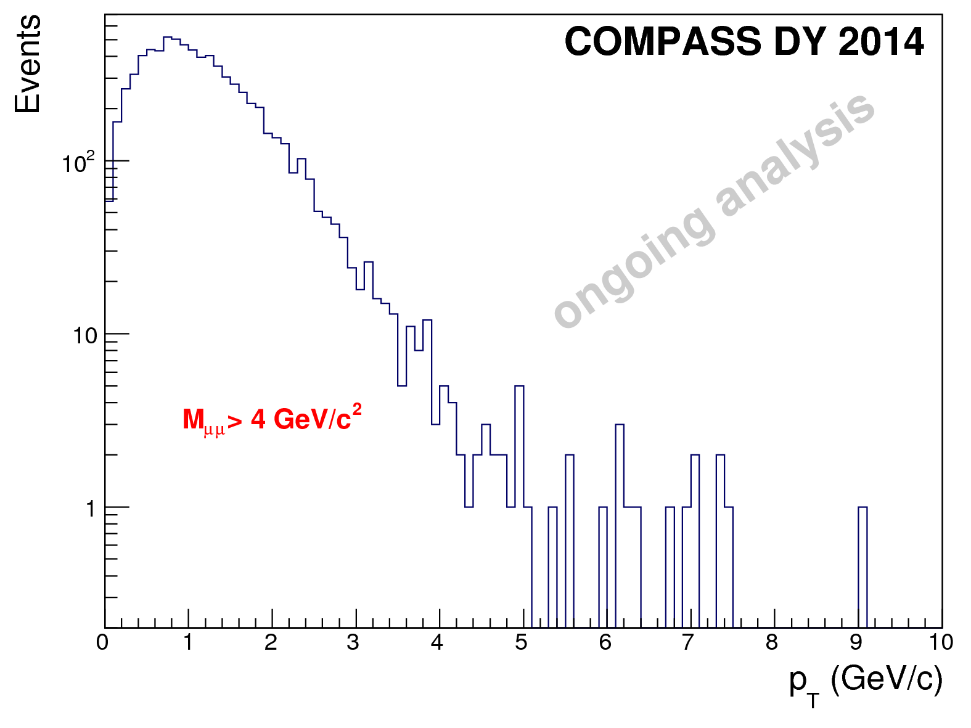 Events
COMPASS DY 2014
ongoing analysis
10²
10
1
M_μμ > 4 GeV/c²
0 1 2 3 4 5 6 7 8 9 10
p_T (GeV/c)